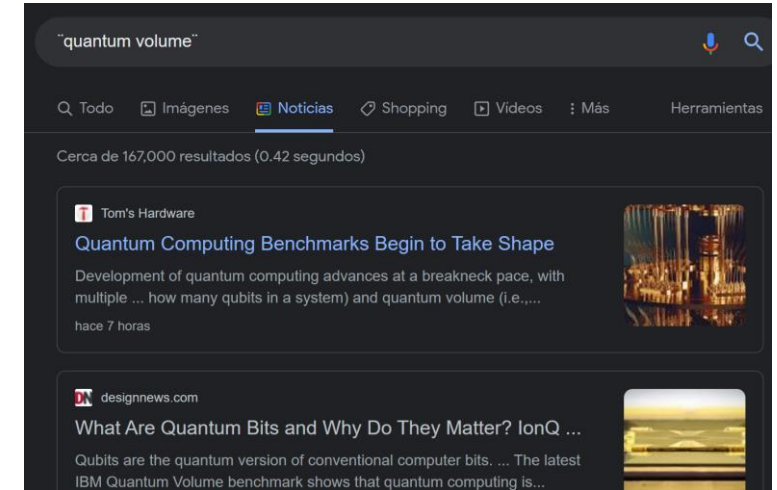 ¨quantum volume¨
Todo Imágenes Noticias Shopping Vídeos Más Herramientas
Cerca de 167,000 resultados (0.42 segundos)
Tom's Hardware
Quantum Computing Benchmarks Begin to Take Shape
Development of quantum computing advances at a breakneck pace, with
multiple ... how many qubits in a system) and quantum volume (i.e.,...
hace 7 horas
DN designnews.com
What Are Quantum Bits and Why Do They Matter? IonQ ...
Qubits are the quantum version of conventional computer bits. ... The latest
IBM Quantum Volume benchmark shows that quantum computing is...